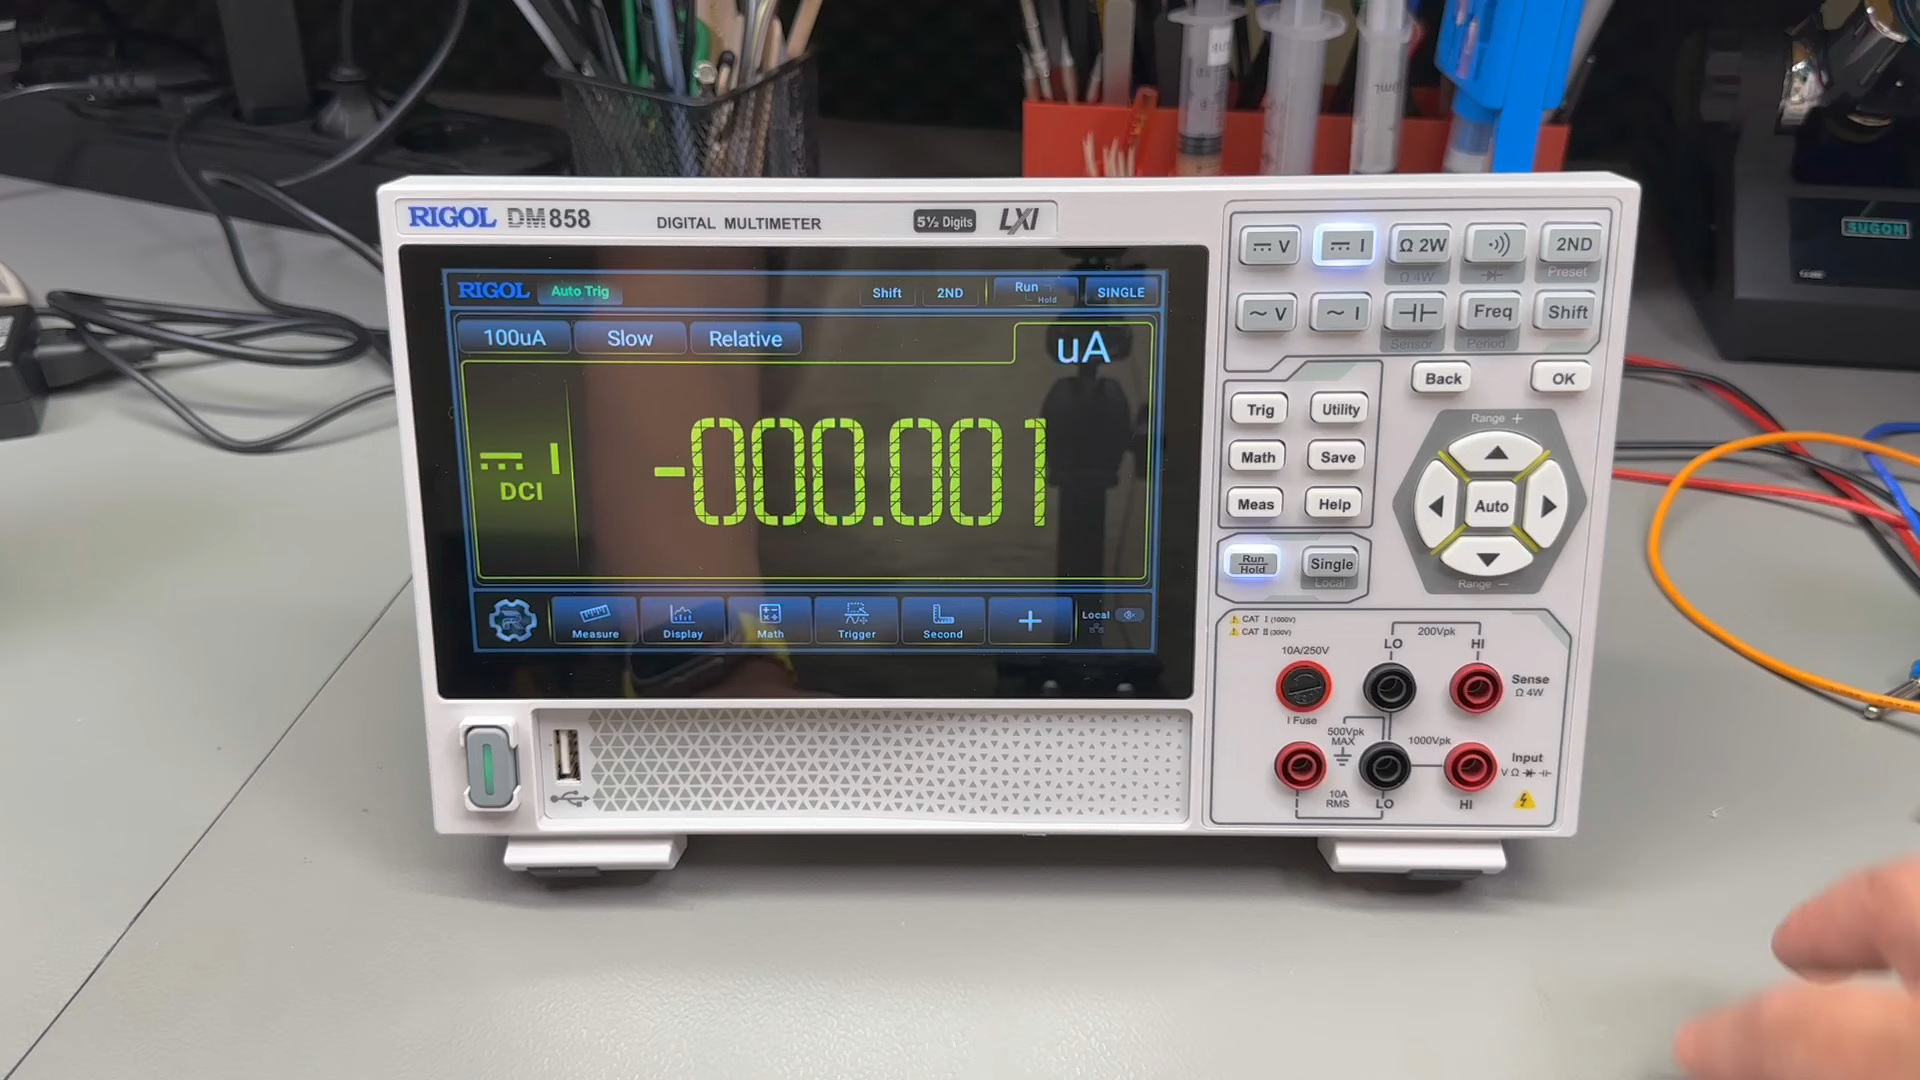 RIGOL DM858 DIGITAL MULTIMETER 5½ Digits LXI
RIGOL Auto Trig Shift 2ND Run Hold SINGLE
100uA Slow Relative
uA
-000.001
DCI
Measure Display Math Trigger Second + Local
V I Ω 2W 2ND
Ω 4W Preset
~ V ~ I Freq Shift
Sensor Period
Back OK
Trig Utility
Math Save
Meas Help
Run Hold Single
Local
Range +
Auto
Range −
CAT I (1000V)
CAT II (300V)
10A/250V LO 200Vpk HI
Sense
Ω 4W
I Fuse
500Vpk MAX 1000Vpk
Input
V Ω
10A RMS LO HI
SUGON